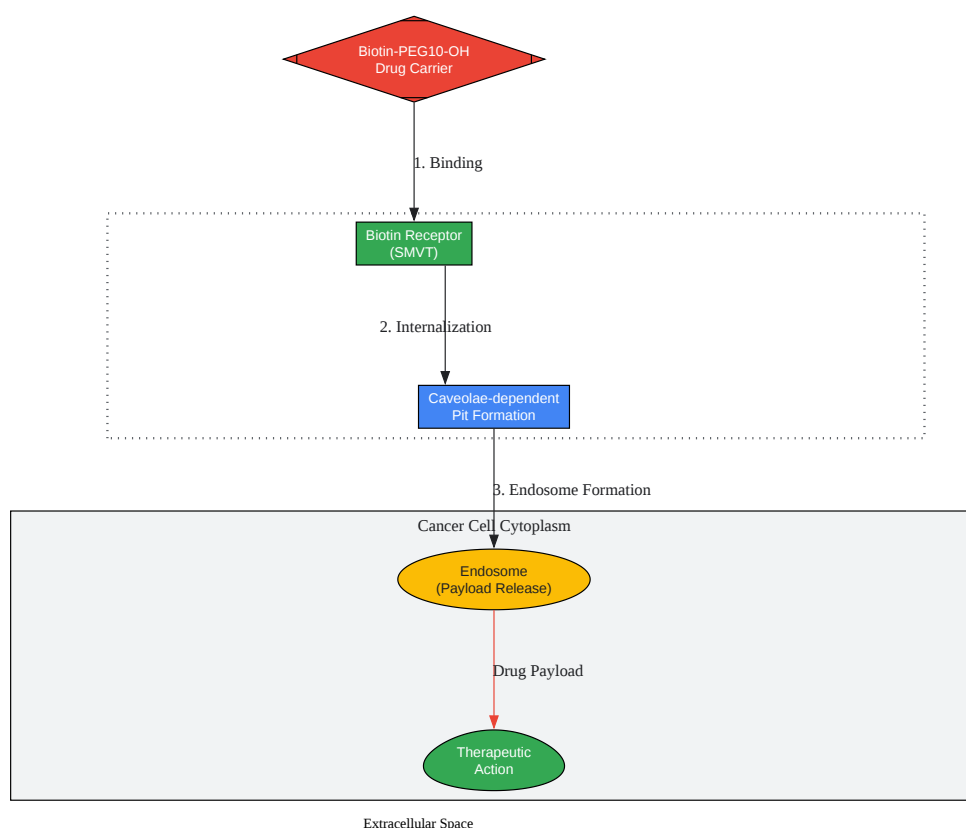 Biotin-PEG10-OH
Drug Carrier
1. Binding
Biotin Receptor
(SMVT)
2. Internalization
Caveolae-dependent
Pit Formation
3. Endosome Formation
Cancer Cell Cytoplasm
Endosome
(Payload Release)
Drug Payload
Therapeutic
Action
Extracellular Space